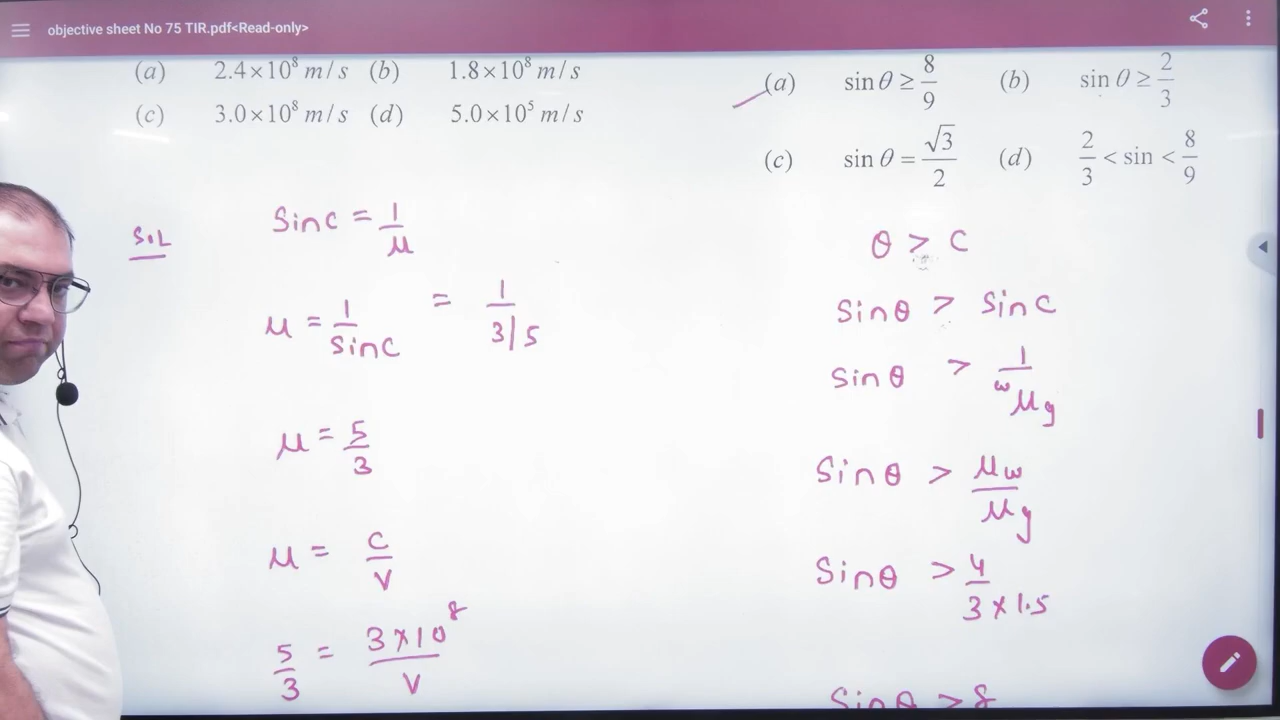 objective sheet No 75 TIR.pdf<Read-only>
(a) 2.4×10⁸ m/s (b) 1.8×10⁸ m/s
(c) 3.0×10⁸ m/s (d) 5.0×10⁵ m/s
Sol
Sinc = 1/μ
μ = 1/sinc = 1/3/5
μ = 5/3
μ = c/v
5/3 = 3×10⁸/v
(a) sin θ ≥ 8/9 (b) sin θ ≥ 2/3
(c) sin θ = √3/2 (d) 2/3 < sin < 8/9
θ > c
Sinθ > sinc
Sinθ > 1/ʷμg
Sinθ > μw/μg
Sinθ > 4/3×1.5
Sinθ > 8